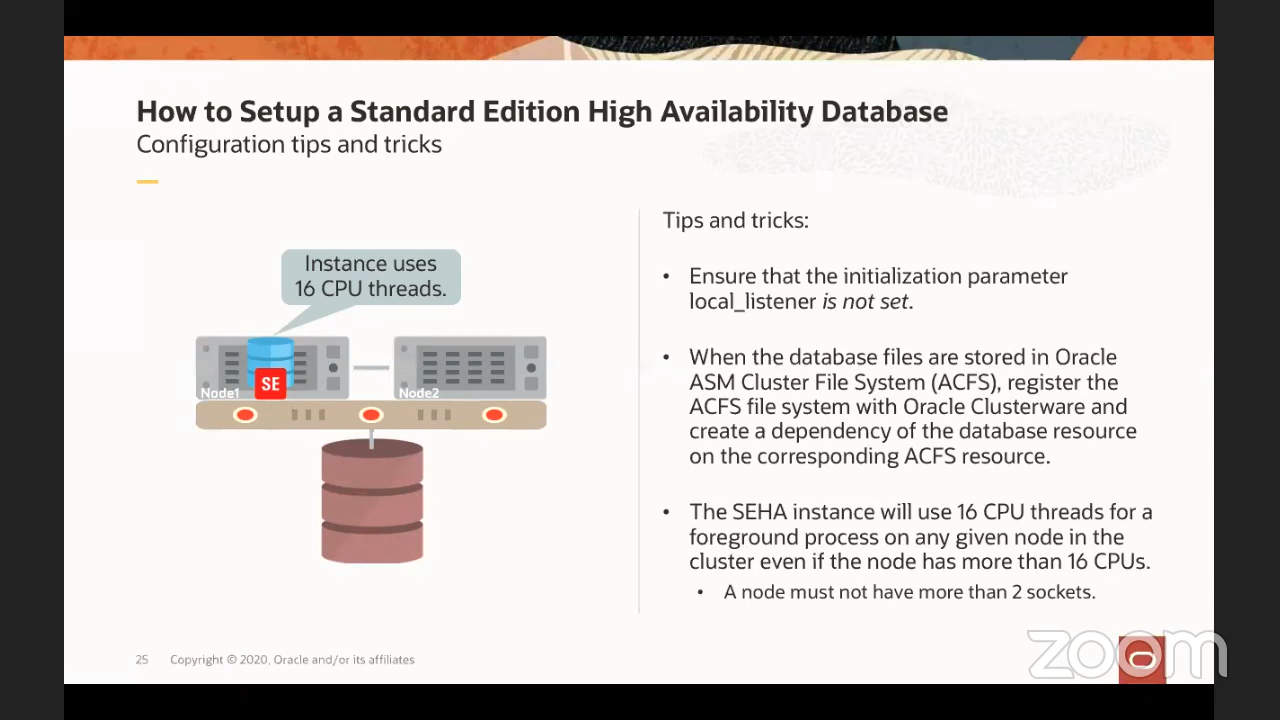 How to Setup a Standard Edition High Availability Database
Configuration tips and tricks
Instance uses
16 CPU threads.
SE
Node1
Node2
Tips and tricks:
• Ensure that the initialization parameter
local_listener is not set.
• When the database files are stored in Oracle
ASM Cluster File System (ACFS), register the
ACFS file system with Oracle Clusterware and
create a dependency of the database resource
on the corresponding ACFS resource.
• The SEHA instance will use 16 CPU threads for a
foreground process on any given node in the
cluster even if the node has more than 16 CPUs.
• A node must not have more than 2 sockets.
25 Copyright © 2020, Oracle and/or its affiliates
zoom